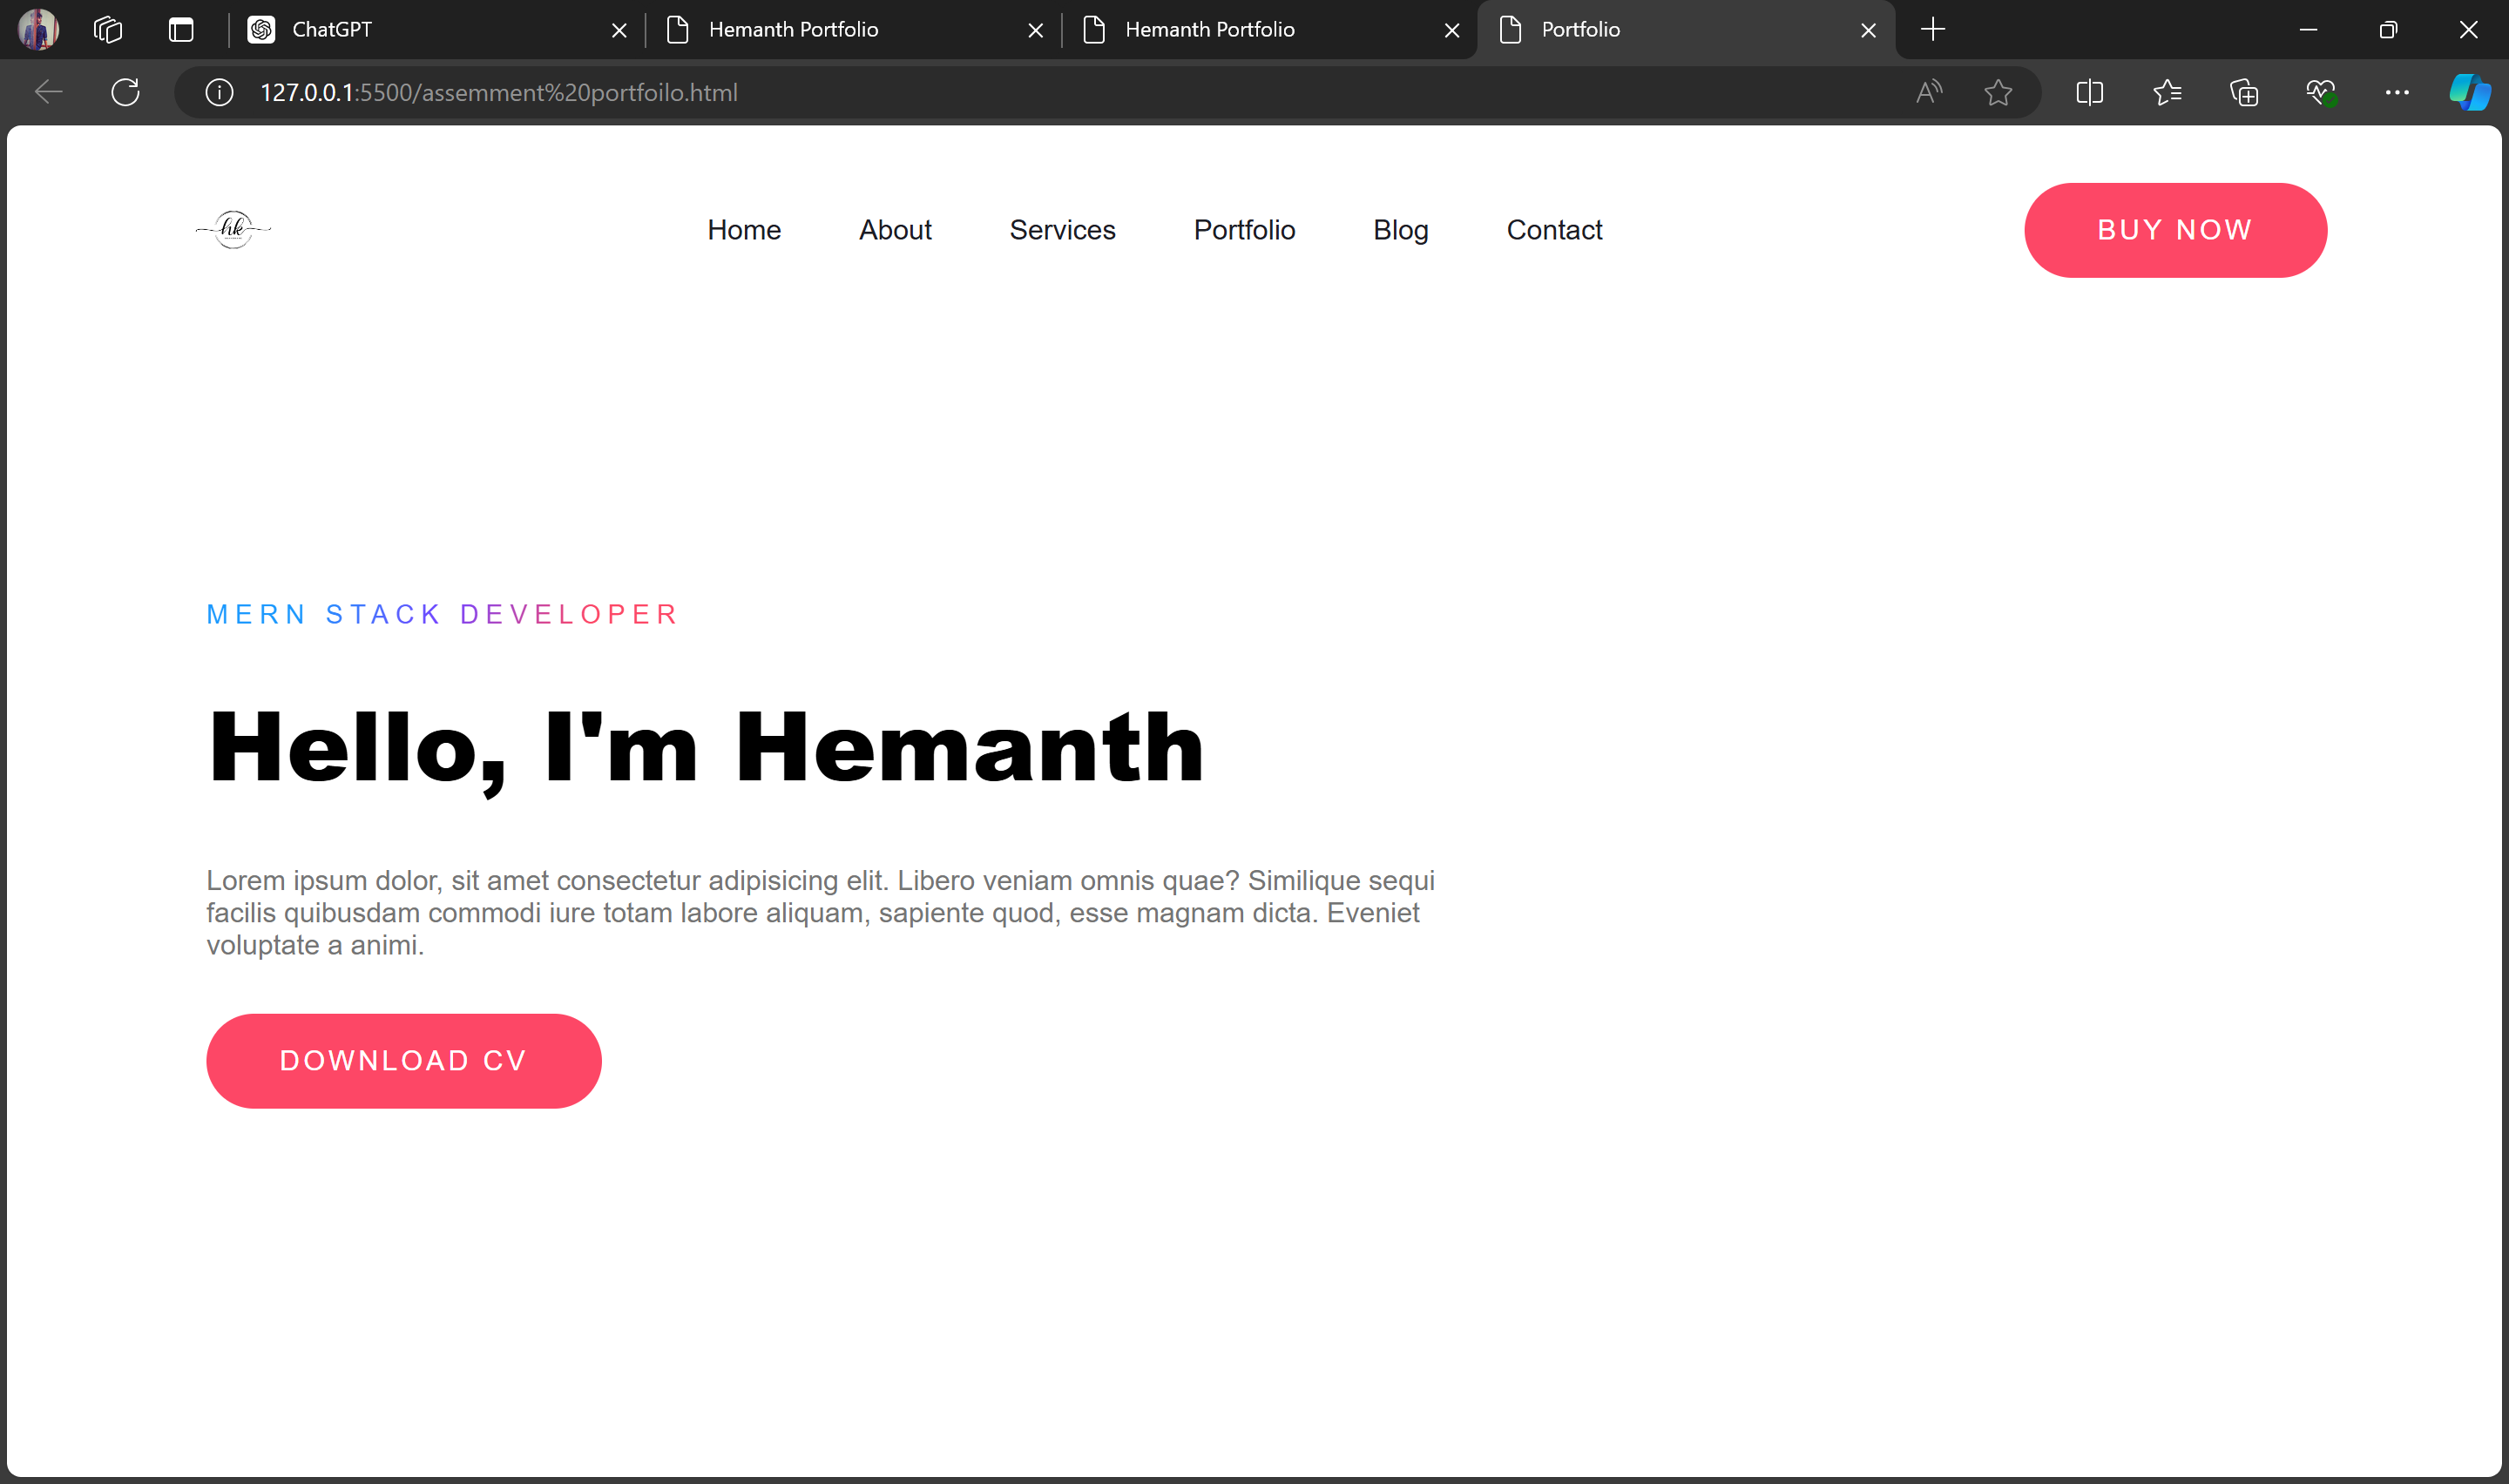 ChatGPT
Hemanth Portfolio
Hemanth Portfolio
Portfolio
127.0.0.1:5500/assemment%20portfoilo.html
hk
Home
About
Services
Portfolio
Blog
Contact
BUY NOW
MERN STACK DEVELOPER
Hello, I'm Hemanth
Lorem ipsum dolor, sit amet consectetur adipisicing elit. Libero veniam omnis quae? Similique sequi
facilis quibusdam commodi iure totam labore aliquam, sapiente quod, esse magnam dicta. Eveniet
voluptate a animi.
DOWNLOAD CV